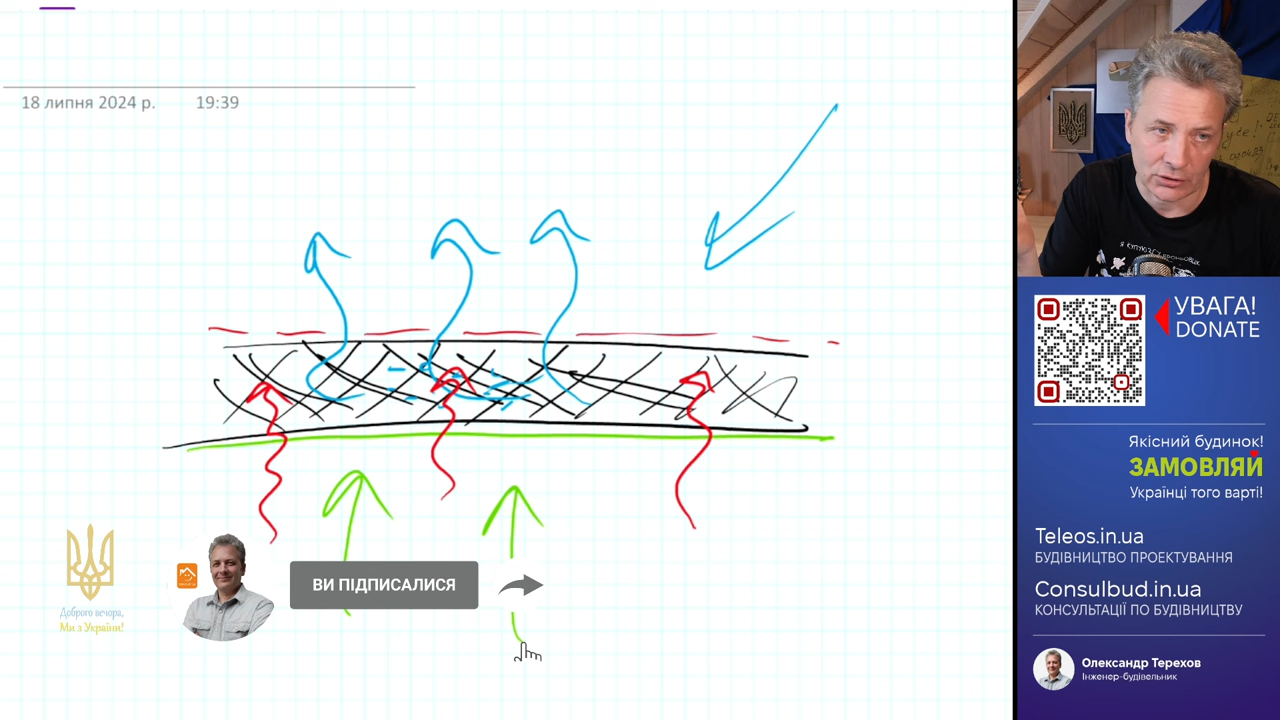 18 липня 2024 р. 19:39
Я КУПУЮ
УВАГА!
DONATE
Якісний будинок!
ЗАМОВЛЯЙ
Українці того варті!
Teleos.in.ua
БУДІВНИЦТВО ПРОЕКТУВАННЯ
Consulbud.in.ua
КОНСУЛЬТАЦІЇ ПО БУДІВНИЦТВУ
Олександр Терехов
Інженер-будівельник
Доброго вечора,
Ми з України!
ВИ ПІДПИСАЛИСЯ